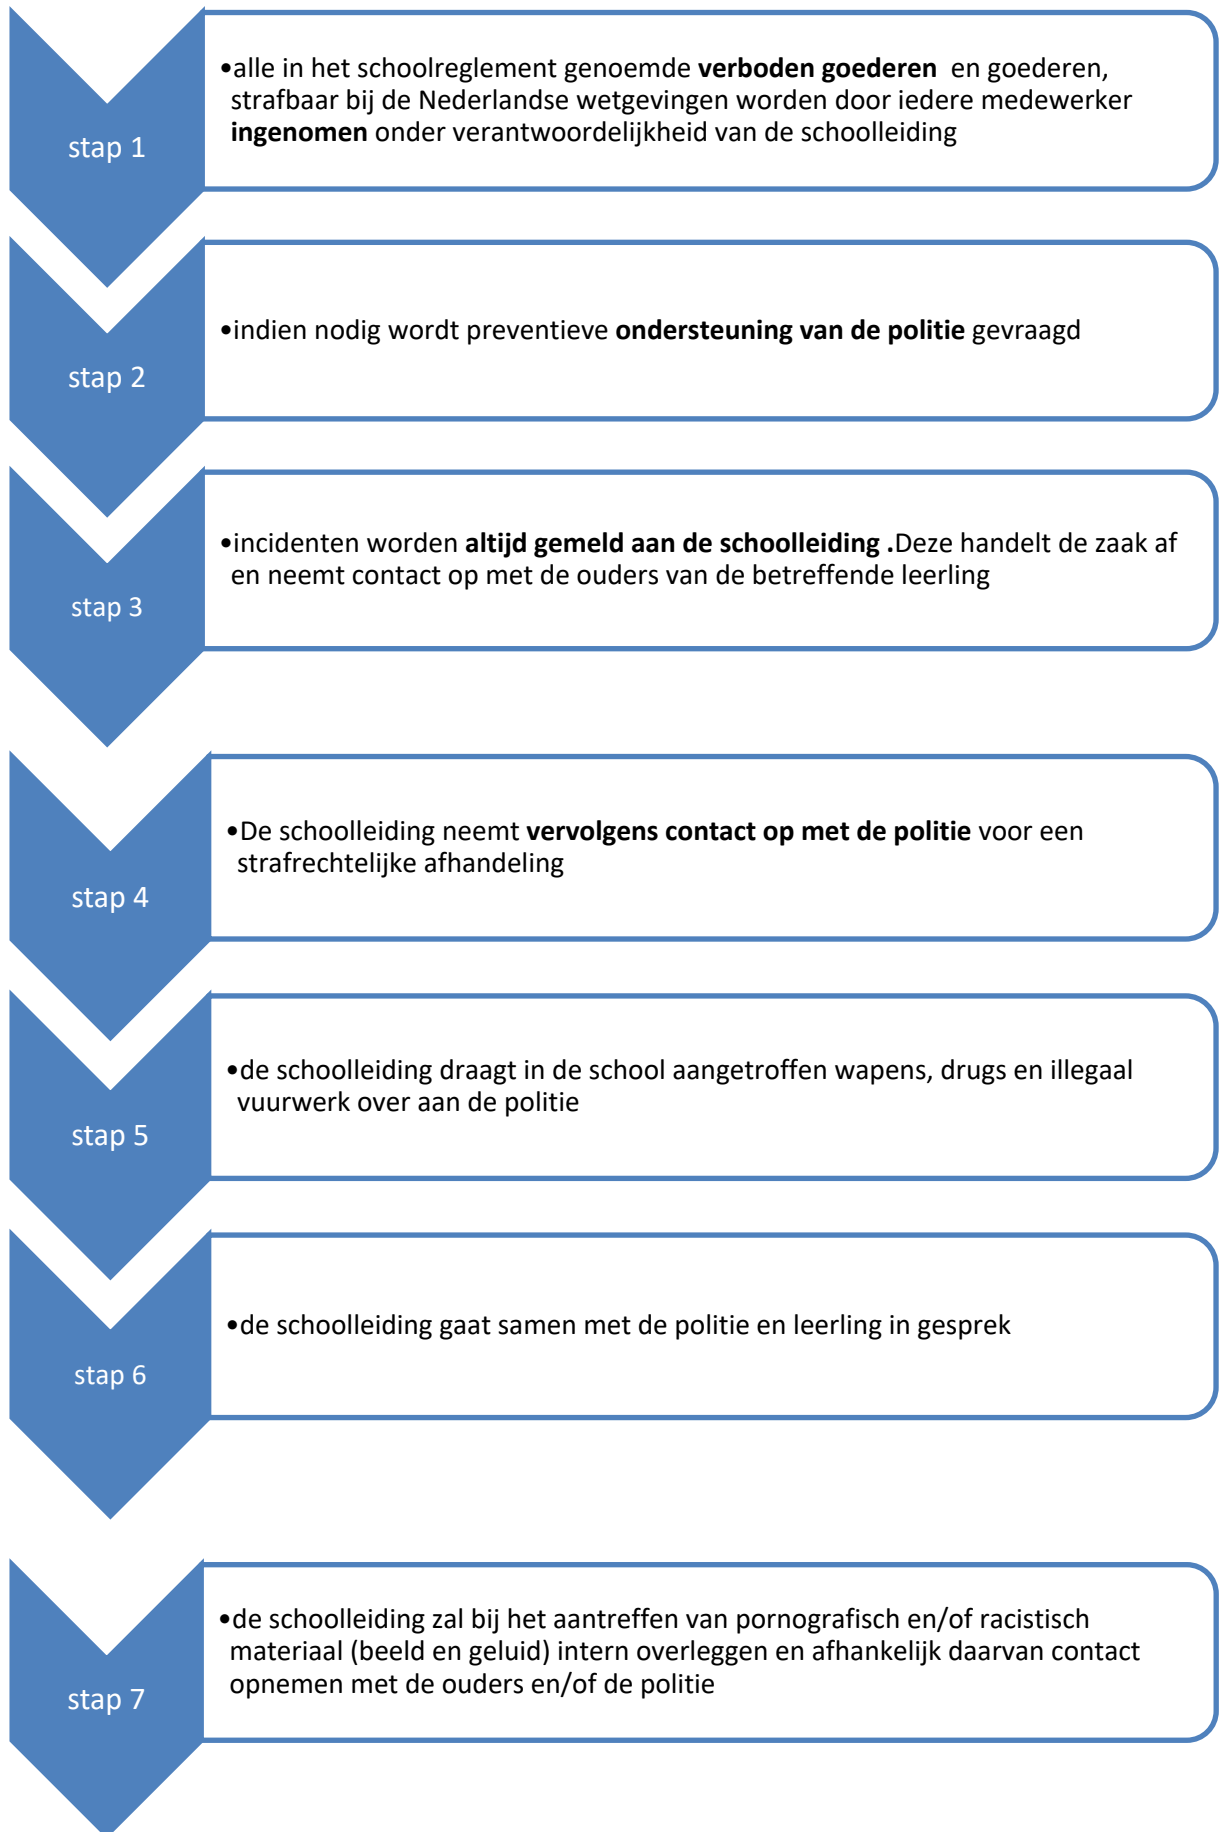 stap 1
•alle in het schoolreglement genoemde verboden goederen  en goederen,
strafbaar bij de Nederlandse wetgevingen worden door iedere medewerker
ingenomen onder verantwoordelijkheid van de schoolleiding
stap 2
•indien nodig wordt preventieve ondersteuning van de politie gevraagd
stap 3
•incidenten worden altijd gemeld aan de schoolleiding .Deze handelt de zaak af
en neemt contact op met de ouders van de betreffende leerling
stap 4
•De schoolleiding neemt vervolgens contact op met de politie voor een
strafrechtelijke afhandeling
stap 5
•de schoolleiding draagt in de school aangetroffen wapens, drugs en illegaal
vuurwerk over aan de politie
stap 6
•de schoolleiding gaat samen met de politie en leerling in gesprek
stap 7
•de schoolleiding zal bij het aantreffen van pornografisch en/of racistisch
materiaal (beeld en geluid) intern overleggen en afhankelijk daarvan contact
opnemen met de ouders en/of de politie